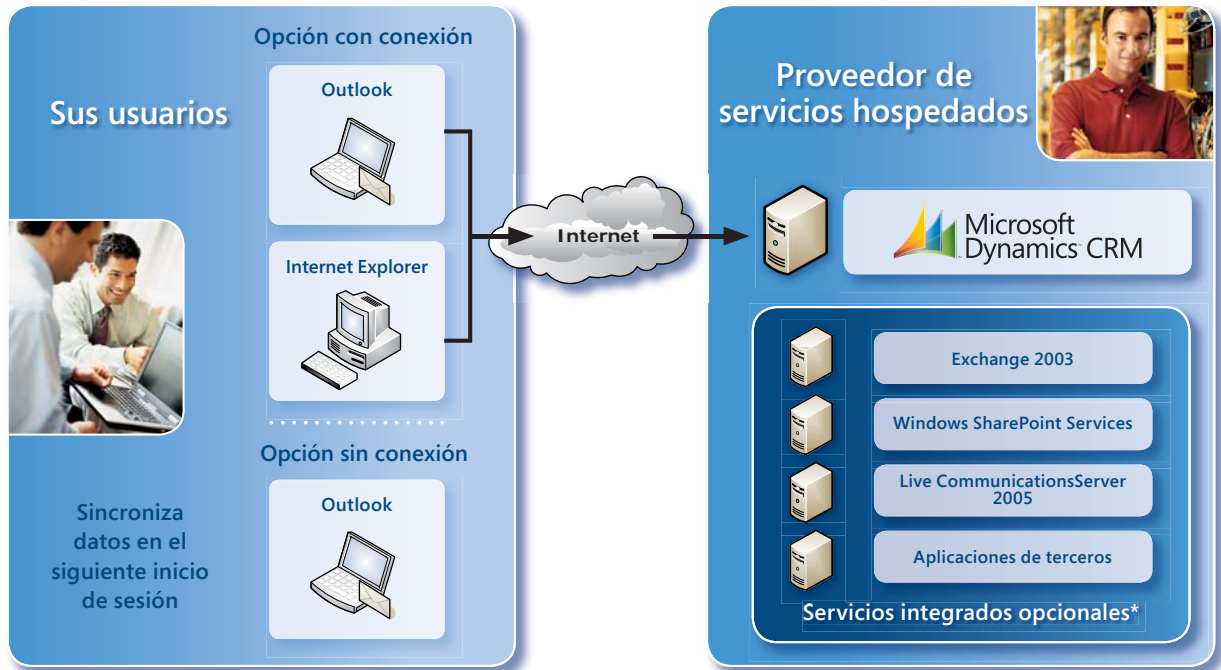 Sus usuarios
Opción con conexión
Outlook
Internet Explorer
Opción sin conexión
Outlook
Sincroniza
datos en el
siguiente inicio
de sesión
Internet
Proveedor de
servicios hospedados
Microsoft
Dynamics™ CRM
Exchange 2003
Windows SharePoint Services
Live CommunicationsServer
2005
Aplicaciones de terceros
Servicios integrados opcionales*